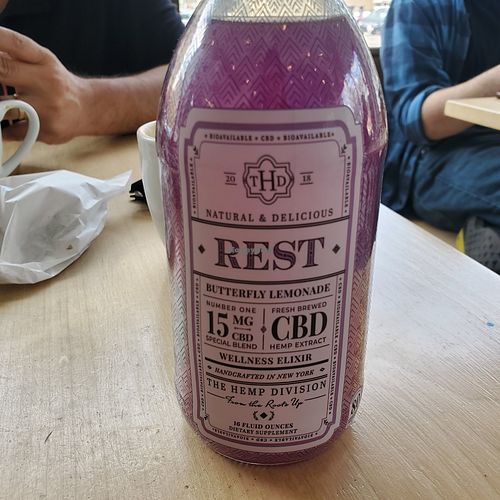 • BIOAVAILABLE • CBD • BIOAVAILABLE •
20 THD 18
NATURAL & DELICIOUS
REST
BUTTERFLY LEMONADE
NUMBER ONE
15 MG CBD
SPECIAL BLEND
FRESH BREWED
CBD
HEMP EXTRACT
WELLNESS ELIXIR
HANDCRAFTED IN NEW YORK
THE HEMP DIVISION
From the Roots Up
16 FLUID OUNCES
DIETARY SUPPLEMENT